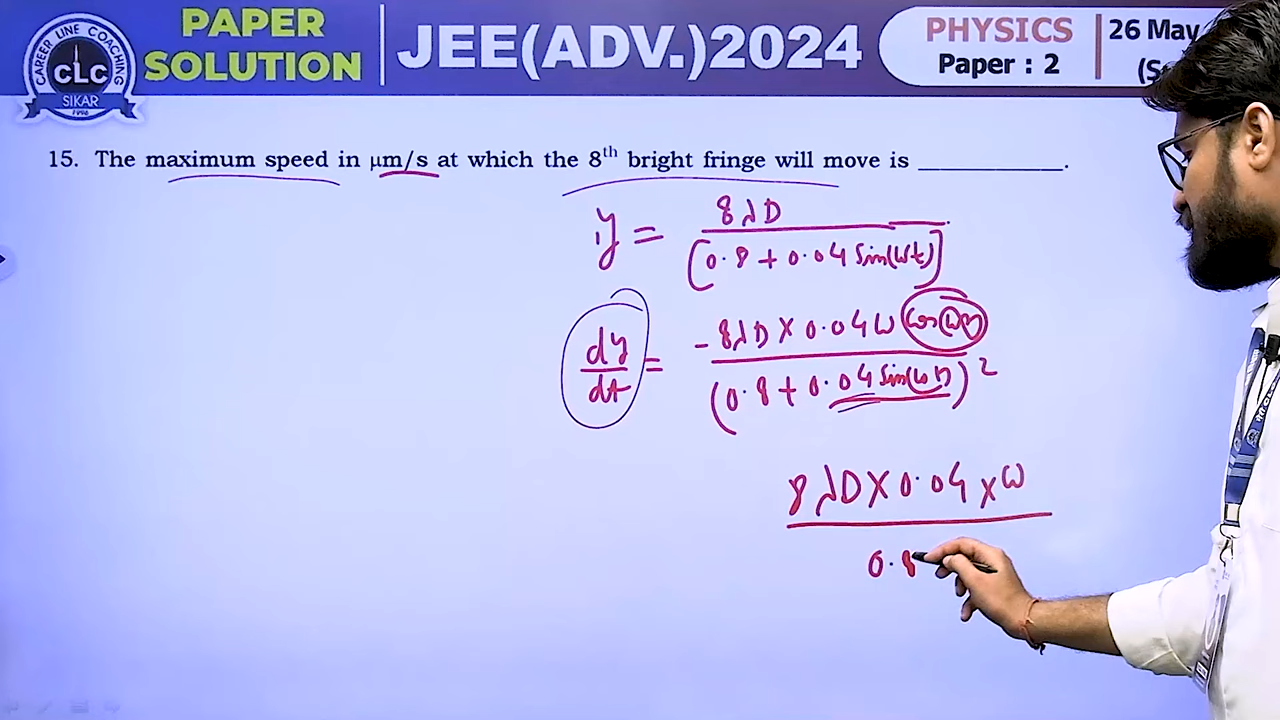 CAREER LINE COACHING
CLC
SIKAR
1996
PAPER
SOLUTION
JEE(ADV.)2024
PHYSICS
Paper : 2
26 May
15. The maximum speed in μm/s at which the 8th bright fringe will move is ____________.
y = 8λD / [0.8 + 0.04 sin(ωt)]
dy/dt = -8λD × 0.04ω cos(ωt) / (0.8 + 0.04 sin(ωt))²
8λD × 0.04 × ω
0.8